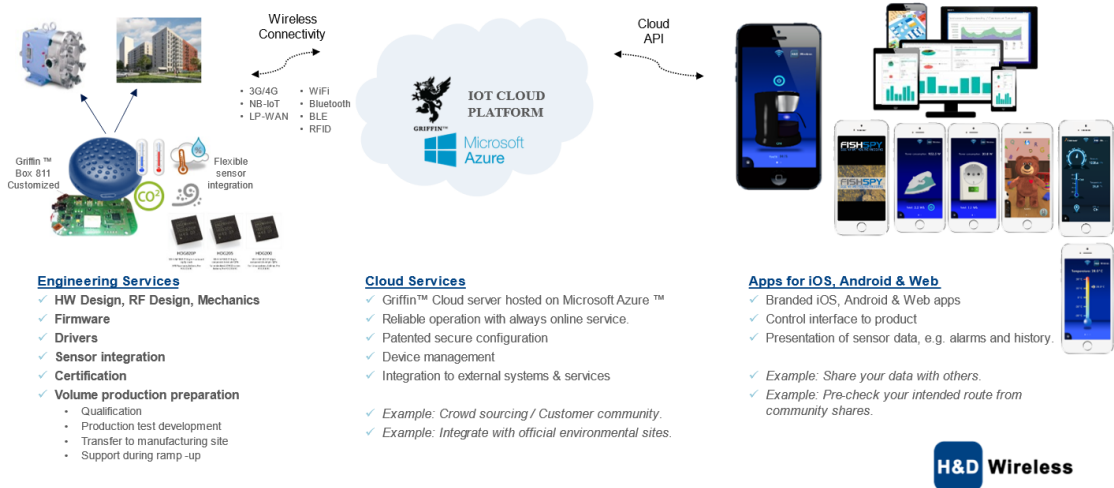 Wireless
Connectivity
Cloud
API
• 3G/4G
• NB-IoT
• LP-WAN
• WiFi
• Bluetooth
• BLE
• RFID
IOT CLOUD
PLATFORM
GRIFFIN™
Microsoft
Azure
Griffin ™
Box 811
Customized
%
CO²
Flexible
sensor
integration
HDG205
HDG200
H&D Wireless
FISHSPY
FISHSPY
Engineering Services
✓ HW Design, RF Design, Mechanics
✓ Firmware
✓ Drivers
✓ Sensor integration
✓ Certification
✓ Volume production preparation
• Qualification
• Production test development
• Transfer to manufacturing site
• Support during ramp -up
Cloud Services
✓ Griffin™ Cloud server hosted on Microsoft Azure ™
✓ Reliable operation with always online service.
✓ Patented secure configuration
✓ Device management
✓ Integration to external systems & services
✓ Example: Crowd sourcing / Customer community.
✓ Example: Integrate with official environmental sites.
Apps for iOS, Android & Web
✓ Branded iOS, Android & Web apps
✓ Control interface to product
✓ Presentation of sensor data, e.g. alarms and history.
✓ Example: Share your data with others.
✓ Example: Pre-check your intended route from
community shares.
H&D Wireless